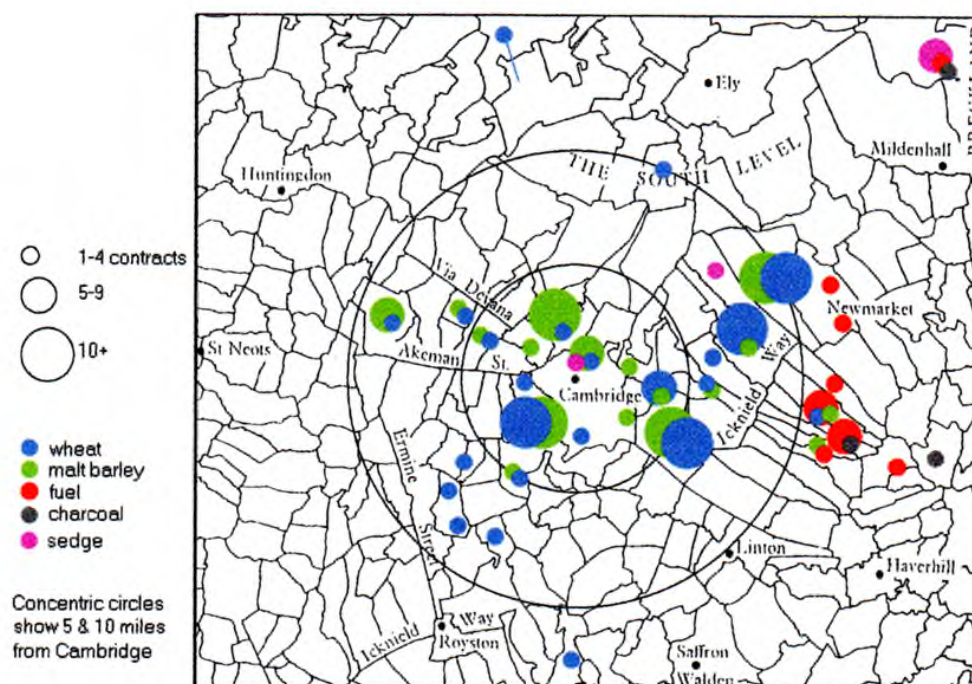 Ely
THE SOUTH LEVEL
Mildenhall
Huntingdon
1-4 contracts
5-9
Via Devana
Newmarket
10+
St Neots
Akeman St.
Way
Cambridge
Icknield
wheat
malt barley
Ermine
fuel
charcoal
sedge
Street
Linton
Haverhill
Concentric circles
show 5 & 10 miles
from Cambridge
Icknield Way
Royston
Saffron
Walden